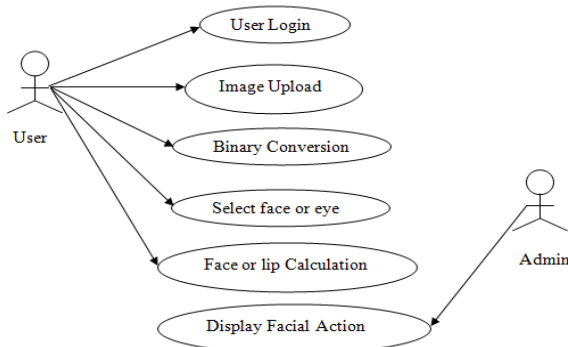 User Login
Image Upload
User
Binary Conversion
Select face or eye
Admin
Face or lip Calculation
Display Facial Action